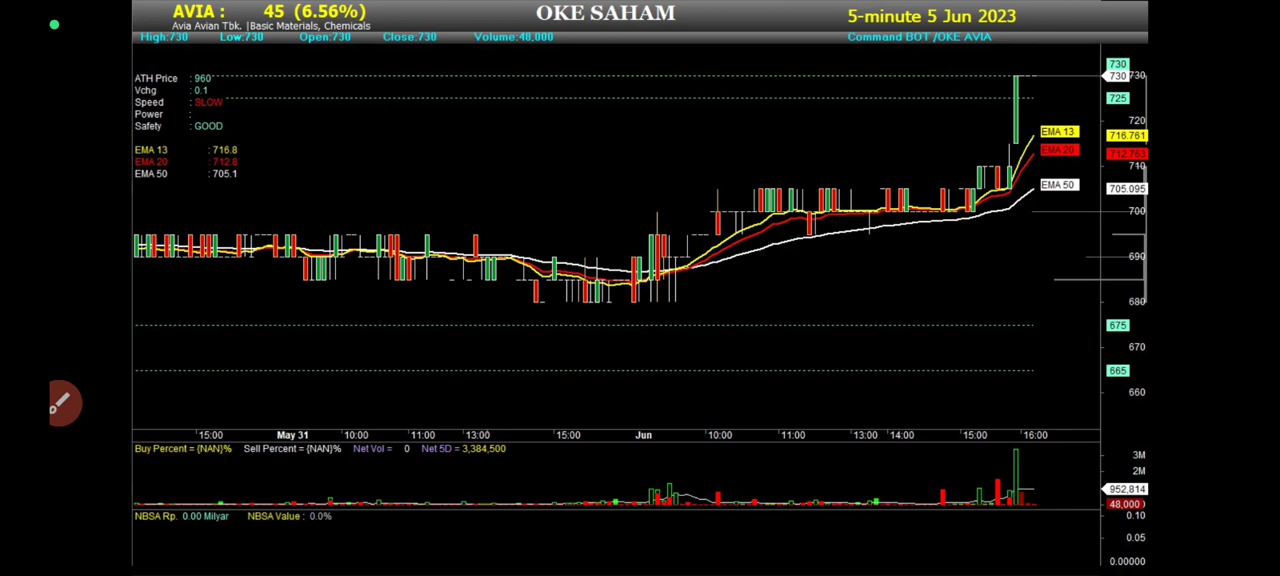 AVIA : 45 (6.56%)
OKE SAHAM
5-minute 5 Jun 2023
Avia Avian Tbk. |Basic Materials, Chemicals
High:730 Low:730 Open:730 Close:730 Volume:48,000
Command BOT /OKE AVIA
ATH Price : 960
Vchg : 0.1
Speed : SLOW
Power :
Safety : GOOD
EMA 13 : 716.8
EMA 20 : 712.8
EMA 50 : 705.1
730
730 730
725
720
EMA 13 716.761
EMA 20 712.763
710
EMA 50 705.095
700
690
680
675
670
665
660
15:00 May 31 10:00 11:00 13:00 15:00 Jun 10:00 11:00 13:00 14:00 15:00 16:00
Buy Percent = {NAN}% Sell Percent = {NAN}% Net Vol = 0 Net 5D = 3,384,500
3M
2M
952,814
48,000
NBSA Rp. 0.00 Milyar NBSA Value : 0.0%
0.10
0.05
0.00000